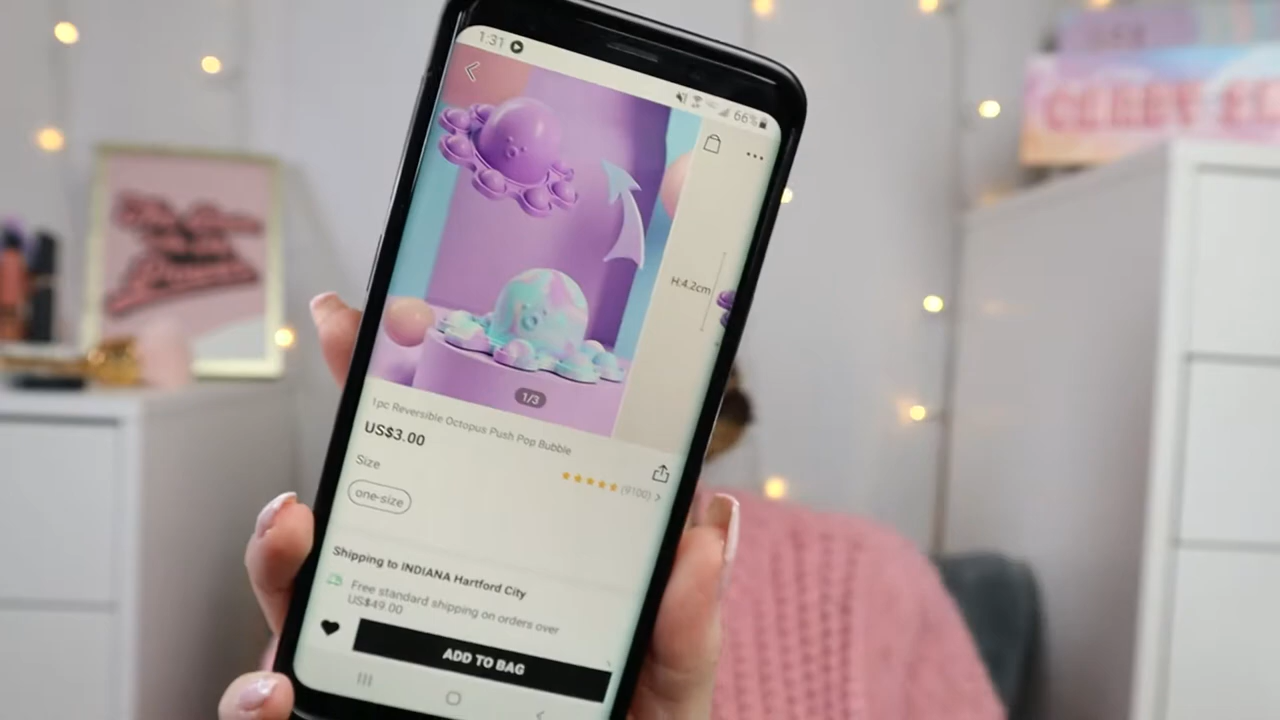 1:31
66%
H:4.2cm
1/3
1pc Reversible Octopus Push Pop Bubble
US$3.00
Size
(9100) >
one-size
Shipping to INDIANA Hartford City
Free standard shipping on orders over
US$49.00
ADD TO BAG